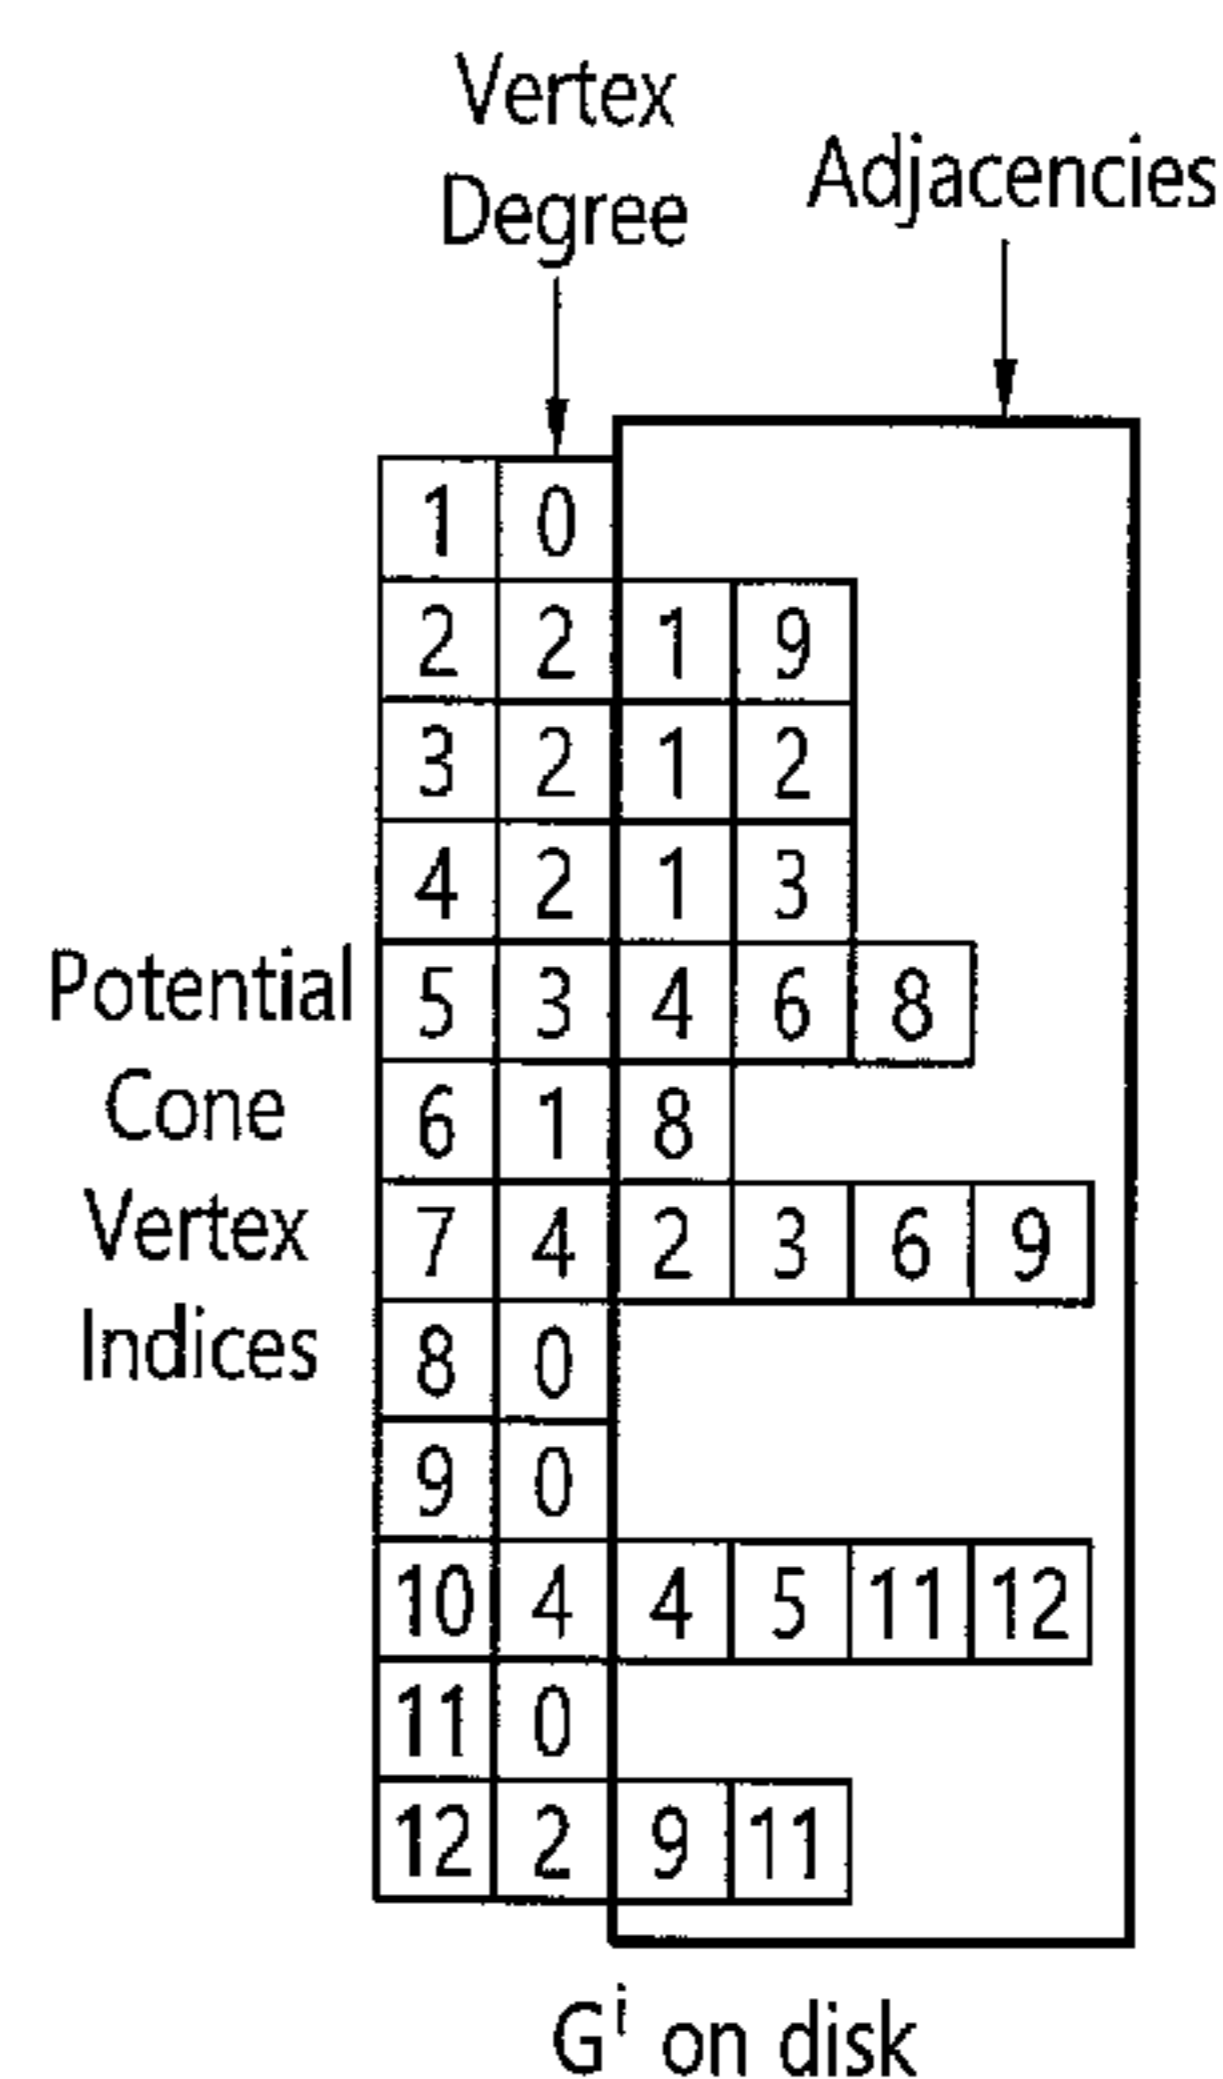 Vertex
Degree
Adjacencies
Potential
Cone
Vertex
Indices
1 0
2 2 1 9
3 2 1 2
4 2 1 3
5 3 4 6 8
6 1 8
7 4 2 3 6 9
8 0
9 0
10 4 4 5 11 12
11 0
12 2 9 11
Gⁱ on disk